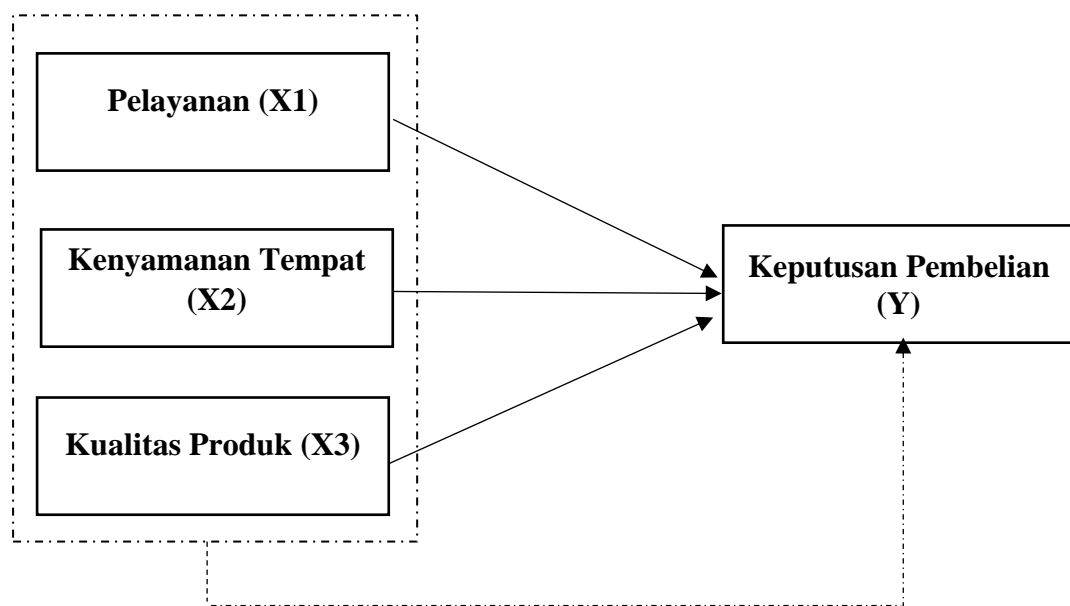 Pelayanan (X1)
Kenyamanan Tempat
(X2)
Kualitas Produk (X3)
Keputusan Pembelian
(Y)